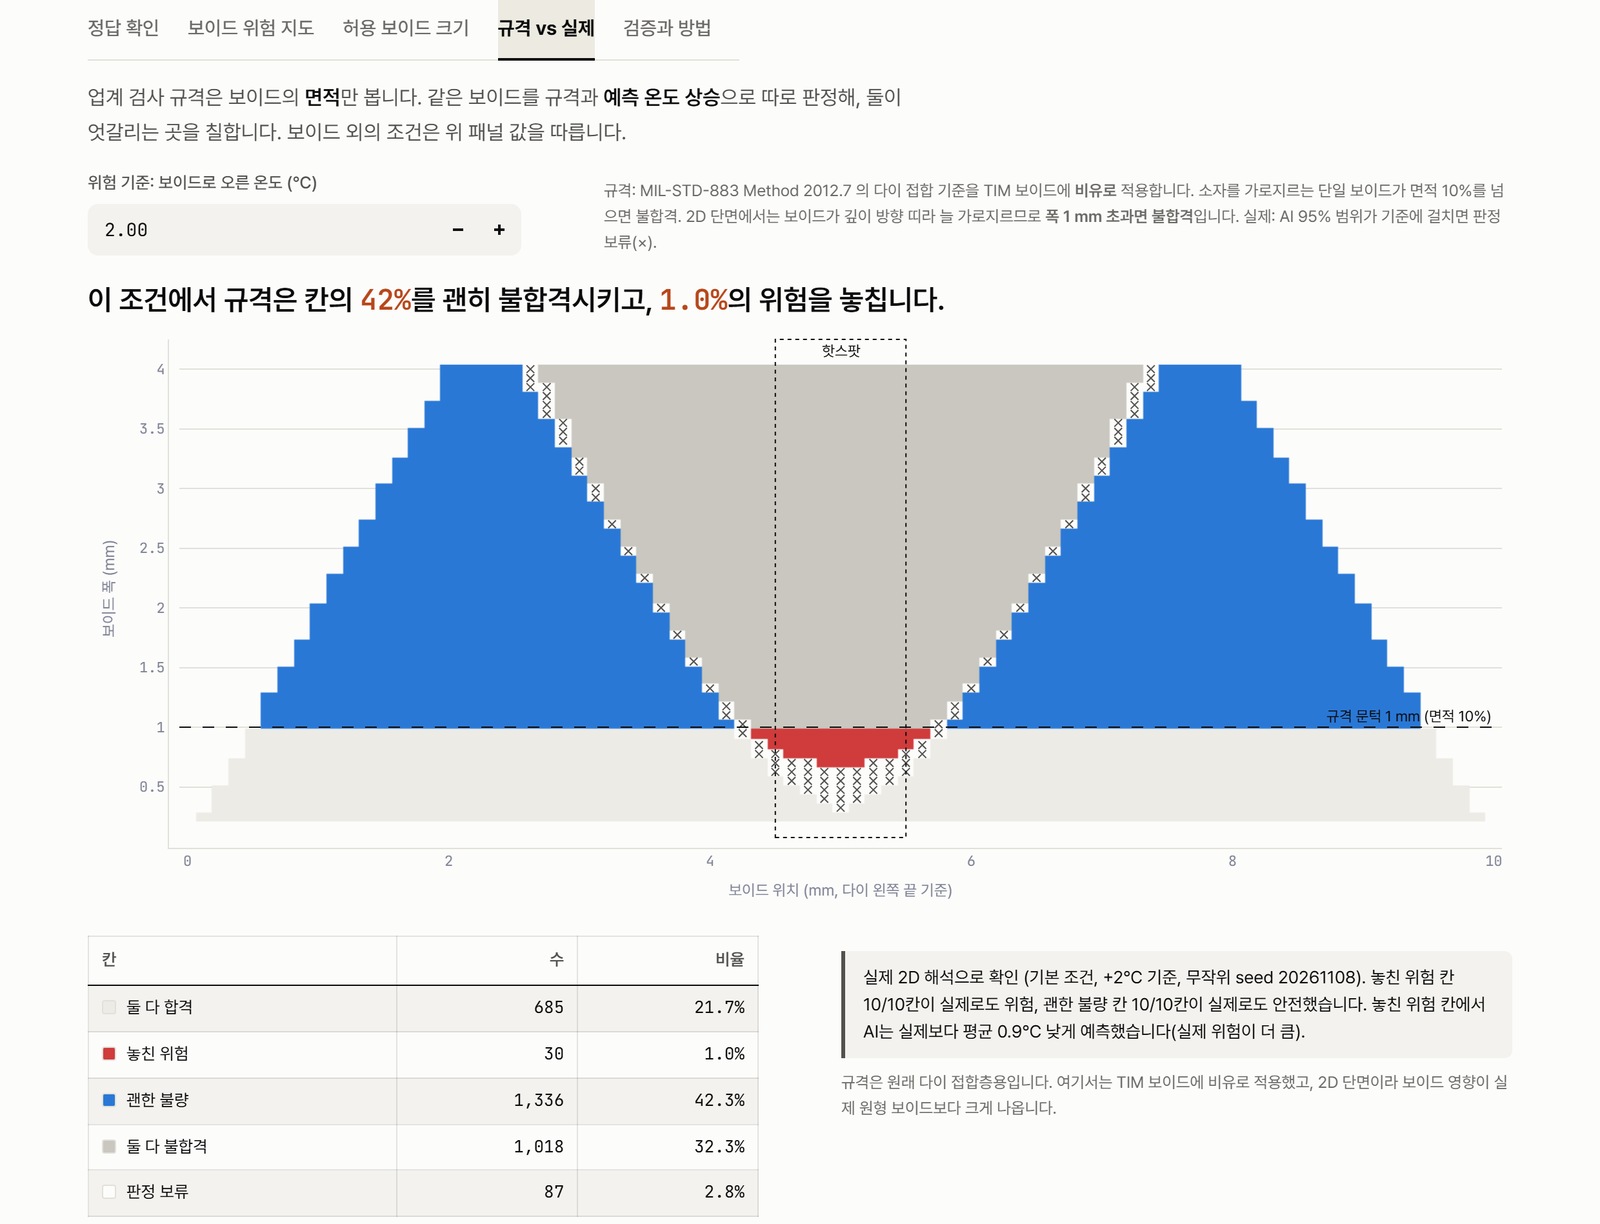 정답 확인 보이드 위험 지도 허용 보이드 크기 규격 vs 실제 검증과 방법
업계 검사 규격은 보이드의 면적만 봅니다. 같은 보이드를 규격과 예측 온도 상승으로 따로 판정해, 둘이
엇갈리는 곳을 칠합니다. 보이드 외의 조건은 위 패널 값을 따릅니다.
위험 기준: 보이드로 오른 온도 (°C)
2.00 − +
규격: MIL-STD-883 Method 2012.7 의 다이 접합 기준을 TIM 보이드에 비유로 적용합니다. 소자를 가로지르는 단일 보이드가 면적 10%를 넘
으면 불합격. 2D 단면에서는 보이드가 깊이 방향 띠라 늘 가로지르므로 폭 1 mm 초과면 불합격입니다. 실제: AI 95% 범위가 기준에 걸치면 판정
보류(×).
이 조건에서 규격은 칸의 42%를 괜히 불합격시키고, 1.0%의 위험을 놓칩니다.
핫스팟
4
3.5
3
2.5
2
1.5
1
0.5
보이드 폭 (mm)
규격 문턱 1 mm (면적 10%)
0 2 4 6 8 10
보이드 위치 (mm, 다이 왼쪽 끝 기준)
칸 수 비율
둘 다 합격 685 21.7%
놓친 위험 30 1.0%
괜한 불량 1,336 42.3%
둘 다 불합격 1,018 32.3%
판정 보류 87 2.8%
실제 2D 해석으로 확인 (기본 조건, +2°C 기준, 무작위 seed 20261108). 놓친 위험 칸
10/10칸이 실제로도 위험, 괜한 불량 칸 10/10칸이 실제로도 안전했습니다. 놓친 위험 칸에서
AI는 실제보다 평균 0.9°C 낮게 예측했습니다(실제 위험이 더 큼).
규격은 원래 다이 접합층용입니다. 여기서는 TIM 보이드에 비유로 적용했고, 2D 단면이라 보이드 영향이 실
제 원형 보이드보다 크게 나옵니다.